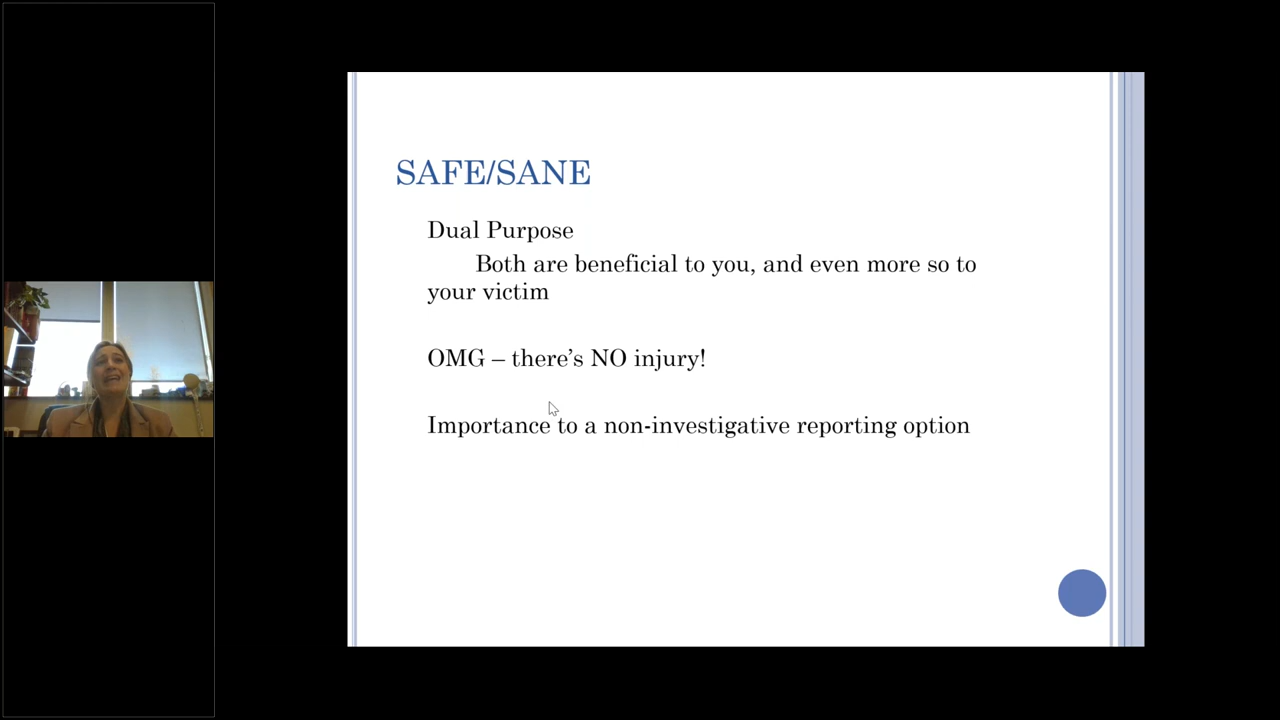 SAFE/SANE
Dual Purpose
Both are beneficial to you, and even more so to
your victim
OMG – there’s NO injury!
Importance to a non-investigative reporting option